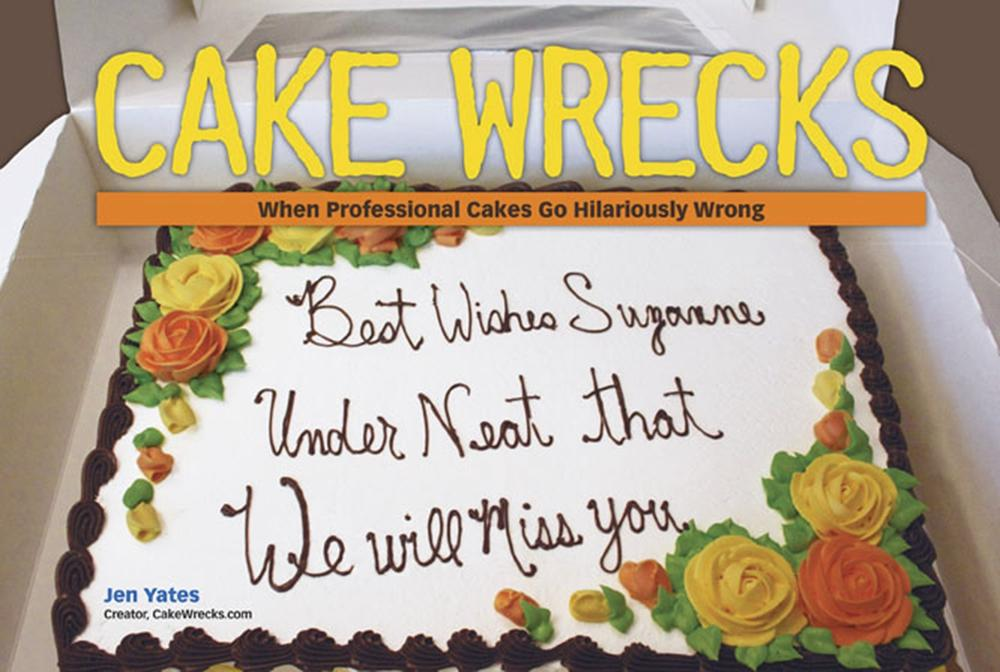 CAKE WRECKS
When Professional Cakes Go Hilariously Wrong
Best Wishes Suzanne
Under Neat that
We will Miss you
Jen Yates
Creator, CakeWrecks.com